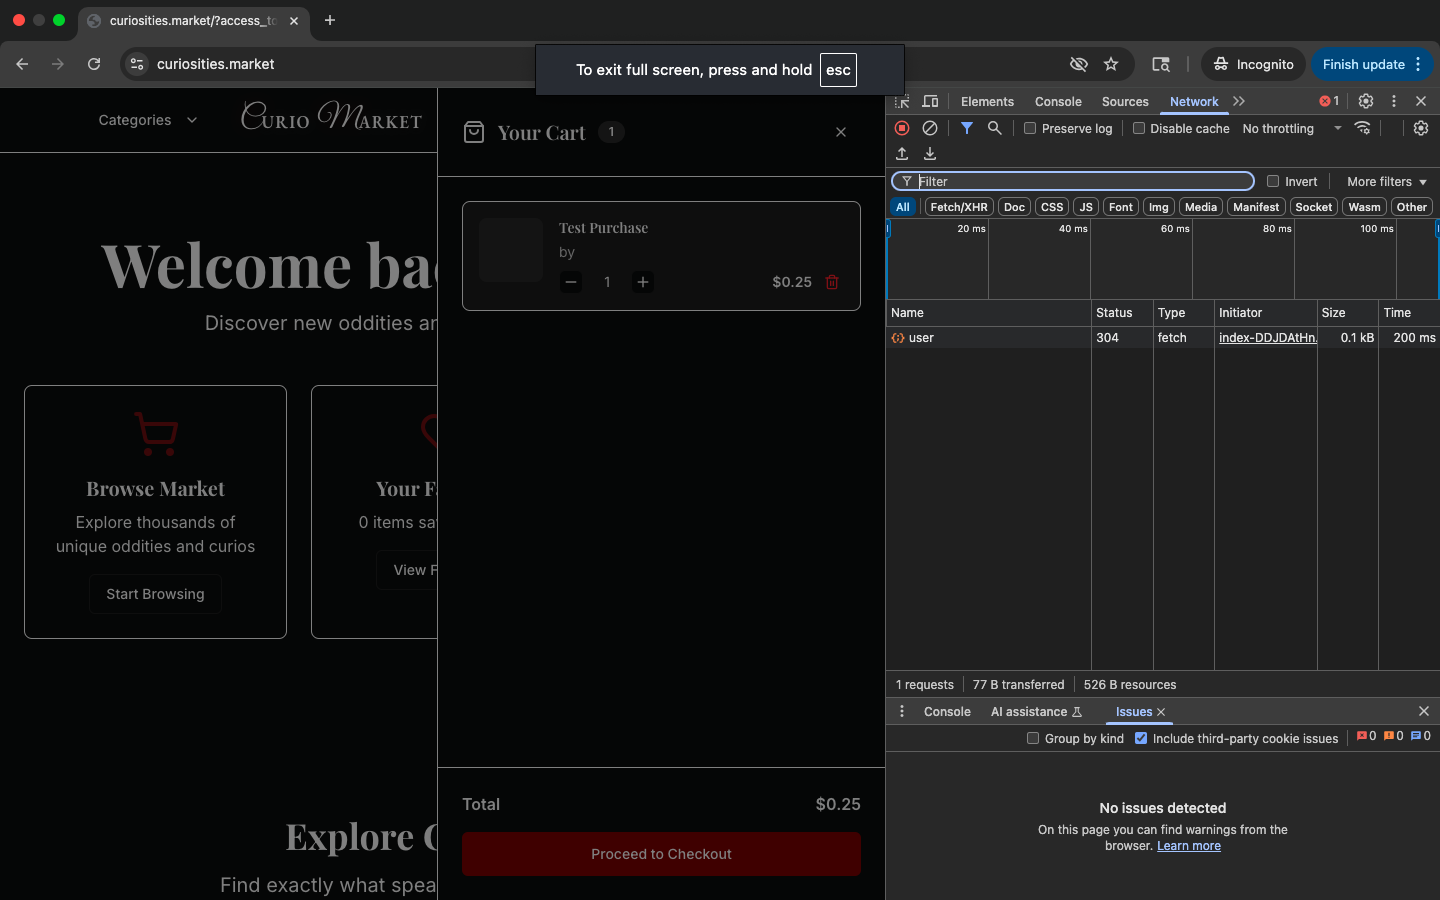 curiosities.market/?access_to
curiosities.market
To exit full screen, press and hold esc
Incognito
Finish update
Categories
Curio Market
Welcome bac
Discover new oddities an
Browse Market
Explore thousands of
unique oddities and curios
Start Browsing
Your Fa
0 items sav
View F
Explore C
Find exactly what spea
Your Cart 1
Test Purchase
by
1
$0.25
Total $0.25
Proceed to Checkout
Elements Console Sources Network 1
Preserve log Disable cache No throttling
Filter Invert More filters
All Fetch/XHR Doc CSS JS Font Img Media Manifest Socket Wasm Other
20 ms 40 ms 60 ms 80 ms 100 ms
Name Status Type Initiator Size Time
user 304 fetch index-DDJDAtHn. 0.1 kB 200 ms
1 requests 77 B transferred 526 B resources
Console AI assistance Issues
Group by kind Include third-party cookie issues 0 0 0
No issues detected
On this page you can find warnings from the
browser. Learn more